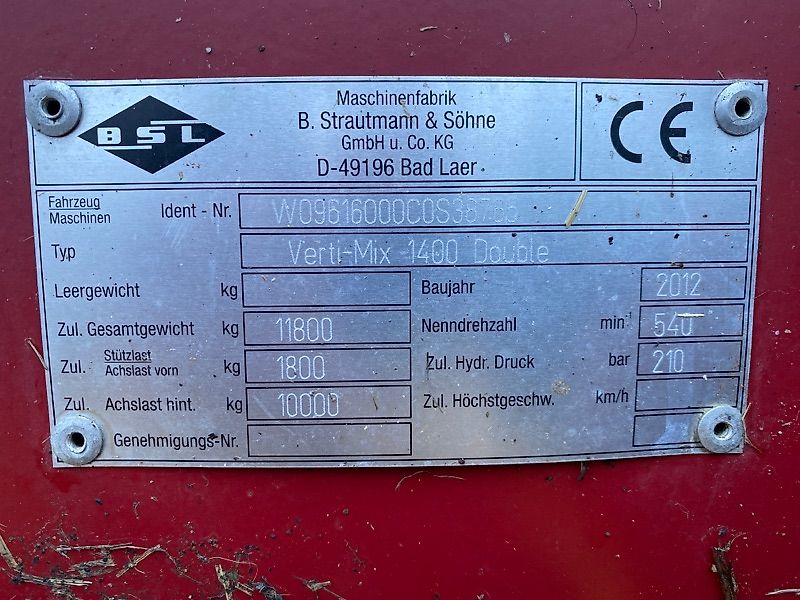 BSL
Maschinenfabrik
B. Strautmann & Söhne
GmbH u. Co. KG
D-49196 Bad Laer
CE
Fahrzeug
Maschinen
Ident - Nr.
Typ
Verti-Mix 1400 Double
Leergewicht kg
Baujahr 2012
Zul. Gesamtgewicht kg 11800
Nenndrehzahl min 540
Zul. Stützlast
Achslast vorn kg 1800
Zul. Hydr. Druck bar 210
Zul. Achslast hint. kg 10000
Zul. Höchstgeschw. km/h
Genehmigungs-Nr.